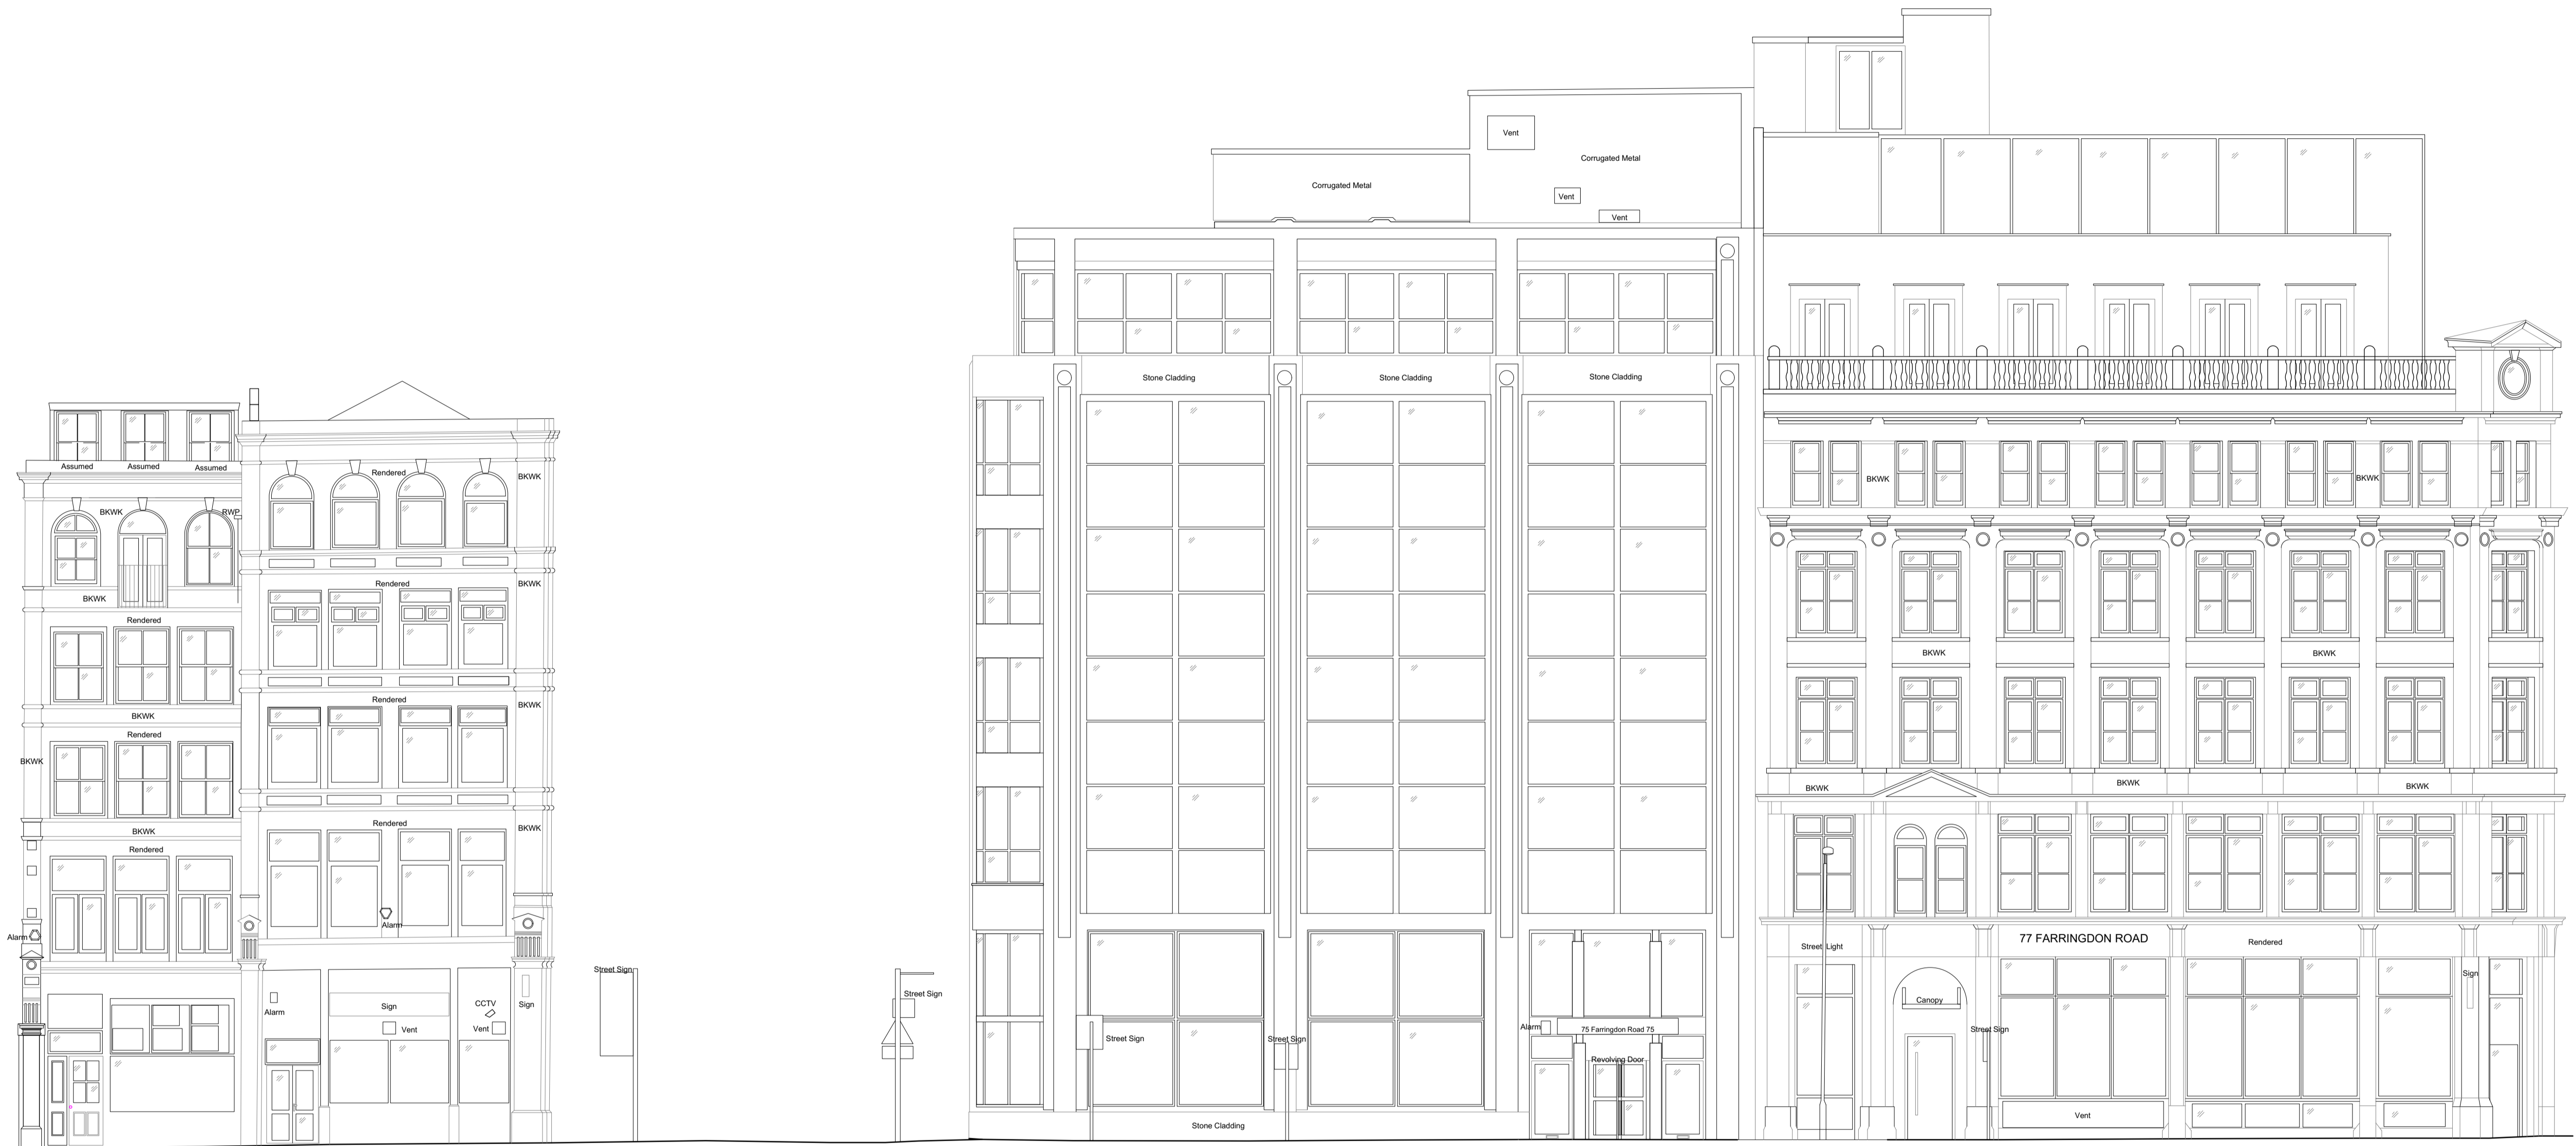 Vent
Corrugated Metal
Corrugated Metal
Vent
Vent
Stone Cladding
Stone Cladding
Stone Cladding
Assumed
Assumed
Assumed
Rendered
BKWK
BKWK
BKWK
BKWK
RWP
Rendered
BKWK
BKWK
Rendered
BKWK
BKWK
Rendered
BKWK
BKWK
Rendered
BKWK
BKWK
BKWK
BKWK
BKWK
Rendered
BKWK
BKWK
Rendered
Alarm
Alarm
77 FARRINGDON ROAD
Rendered
Street Light
Street Sign
Sign
Street Sign
Canopy
CCTV
Sign
Sign
Alarm
Vent
Vent
Alarm
75 Farringdon Road 75
Street Sign
Street Sign
Street Sign
Revolving Door
Vent
Stone Cladding